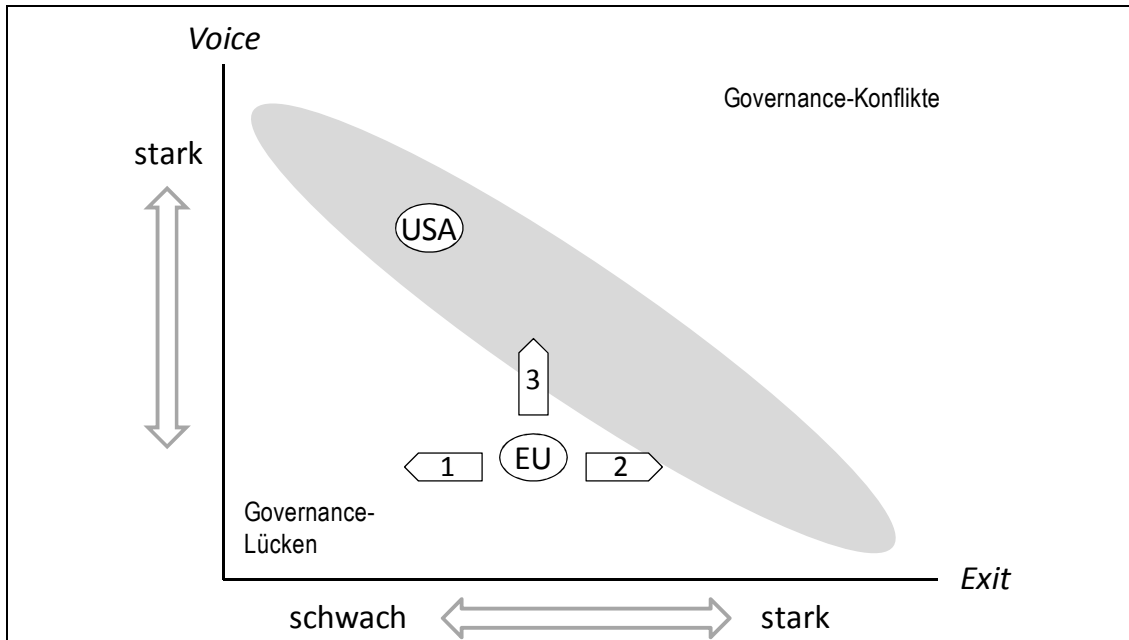 Voice
Governance-Konflikte
stark
USA
3
1
EU
2
Governance-
Lücken
Exit
schwach
stark